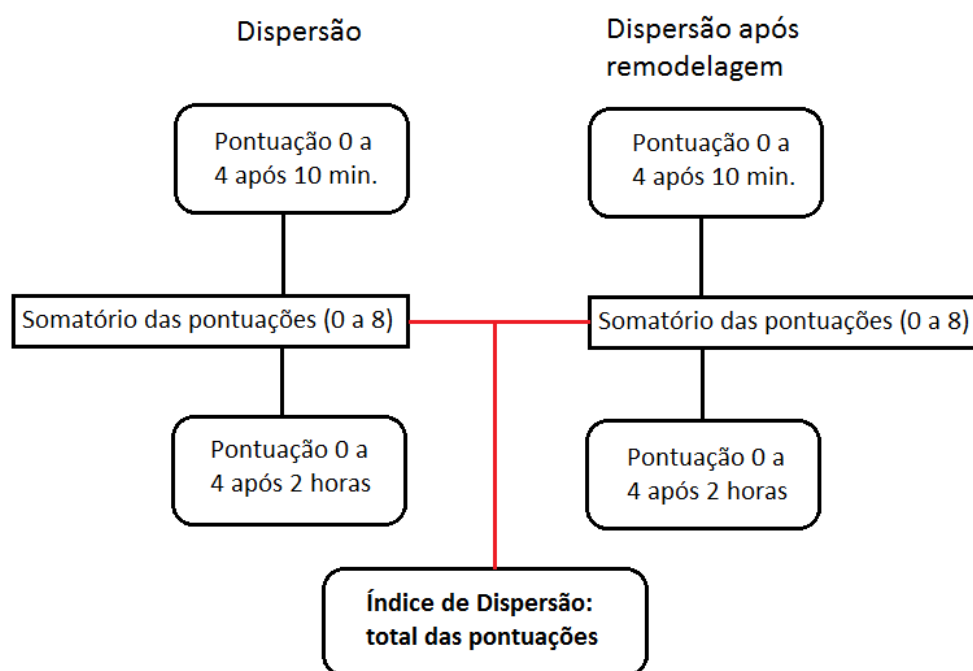 Dispersão
Dispersão após
remodelagem
Pontuação 0 a
4 após 10 min.
Pontuação 0 a
4 após 10 min.
Somatório das pontuações (0 a 8)
Somatório das pontuações (0 a 8)
Pontuação 0 a
4 após 2 horas
Pontuação 0 a
4 após 2 horas
Índice de Dispersão:
total das pontuações